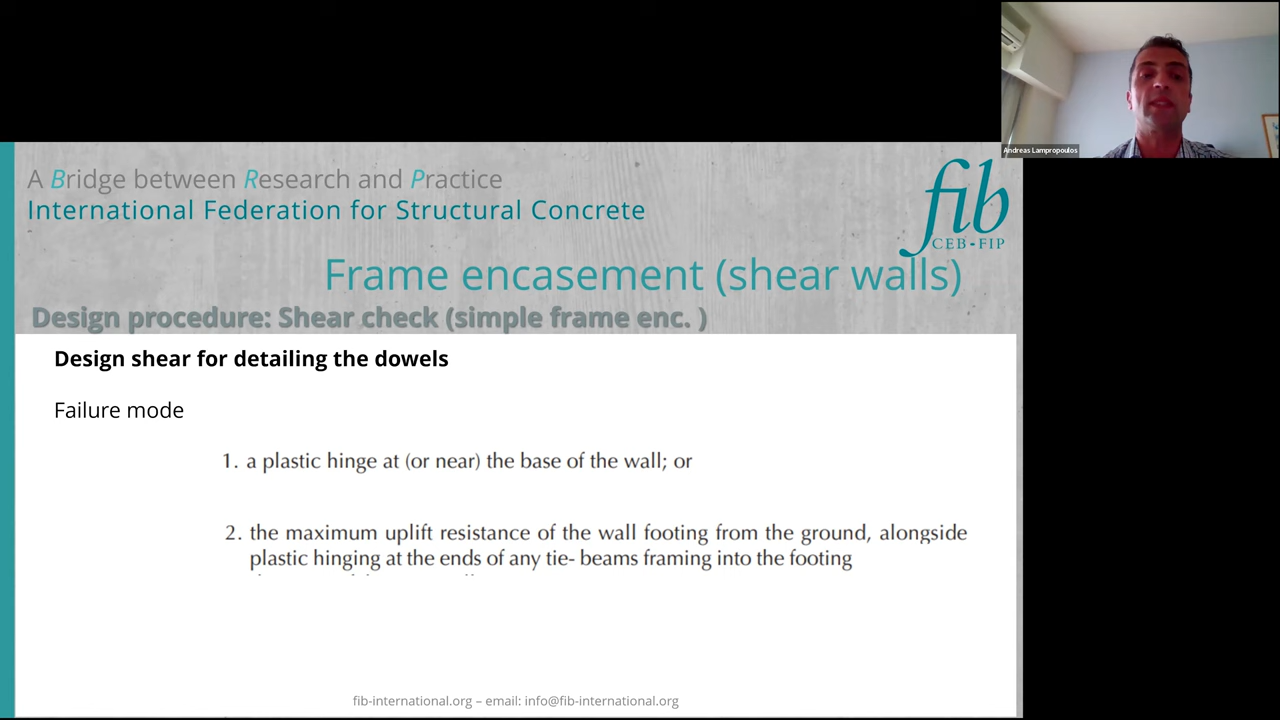 Andreas Lampropoulos
A Bridge between Research and Practice
International Federation for Structural Concrete
fib
CEB-FIP
Frame encasement (shear walls)
Design procedure: Shear check (simple frame enc. )
Design shear for detailing the dowels
Failure mode
1. a plastic hinge at (or near) the base of the wall; or
2. the maximum uplift resistance of the wall footing from the ground, alongside
plastic hinging at the ends of any tie- beams framing into the footing
fib-international.org – email: info@fib-international.org